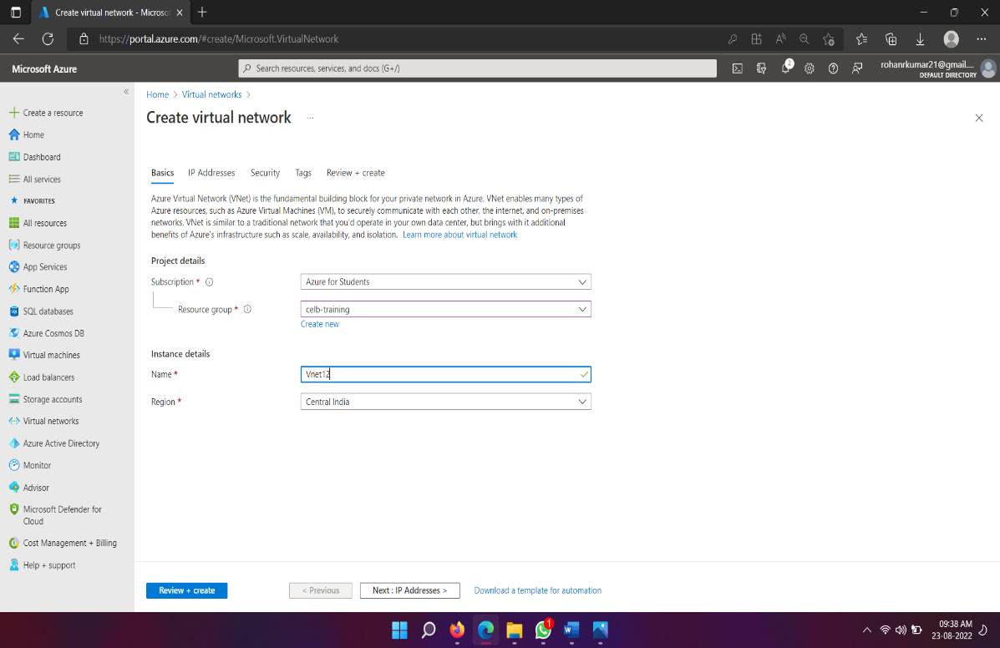 Create virtual network - Microso
https://portal.azure.com/#create/Microsoft.VirtualNetwork
Microsoft Azure
Search resources, services, and docs (G+/)
2
rohanrkumar21@gmail....
DEFAULT DIRECTORY
Create a resource
Home
Dashboard
All services
FAVORITES
All resources
Resource groups
App Services
Function App
SQL databases
Azure Cosmos DB
Virtual machines
Load balancers
Storage accounts
Virtual networks
Azure Active Directory
Monitor
Advisor
Microsoft Defender for
Cloud
Cost Management + Billing
Help + support
Home > Virtual networks >
Create virtual network ...
Basics IP Addresses Security Tags Review + create
Azure Virtual Network (VNet) is the fundamental building block for your private network in Azure. VNet enables many types of
Azure resources, such as Azure Virtual Machines (VM), to securely communicate with each other, the internet, and on-premises
networks. VNet is similar to a traditional network that you'd operate in your own data center, but brings with it additional
benefits of Azure's infrastructure such as scale, availability, and isolation. Learn more about virtual network
Project details
Subscription * Azure for Students
Resource group * celb-training
Create new
Instance details
Name * Vnet12
Region * Central India
Review + create < Previous Next : IP Addresses > Download a template for automation
1
09:38 AM
23-08-2022